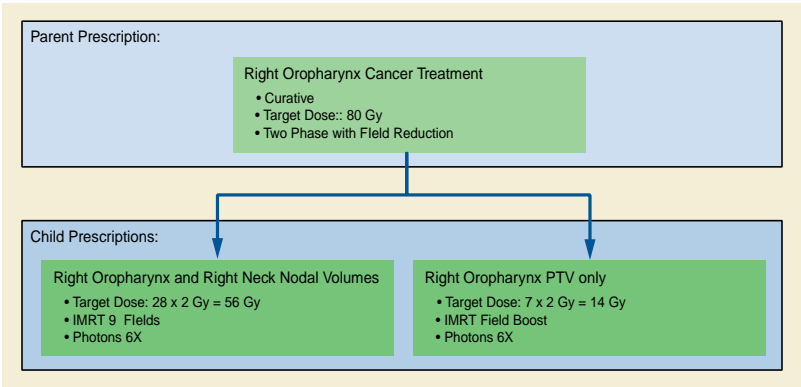 Parent Prescription:
Right Oropharynx Cancer Treatment
• Curative
• Target Dose:: 80 Gy
• Two Phase with FIeld Reduction
Child Prescriptions:
Right Oropharynx and Right Neck Nodal Volumes
• Target Dose: 28 x 2 Gy = 56 Gy
• IMRT 9 FIelds
• Photons 6X
Right Oropharynx PTV only
• Target Dose: 7 x 2 Gy = 14 Gy
• IMRT Field Boost
• Photons 6X